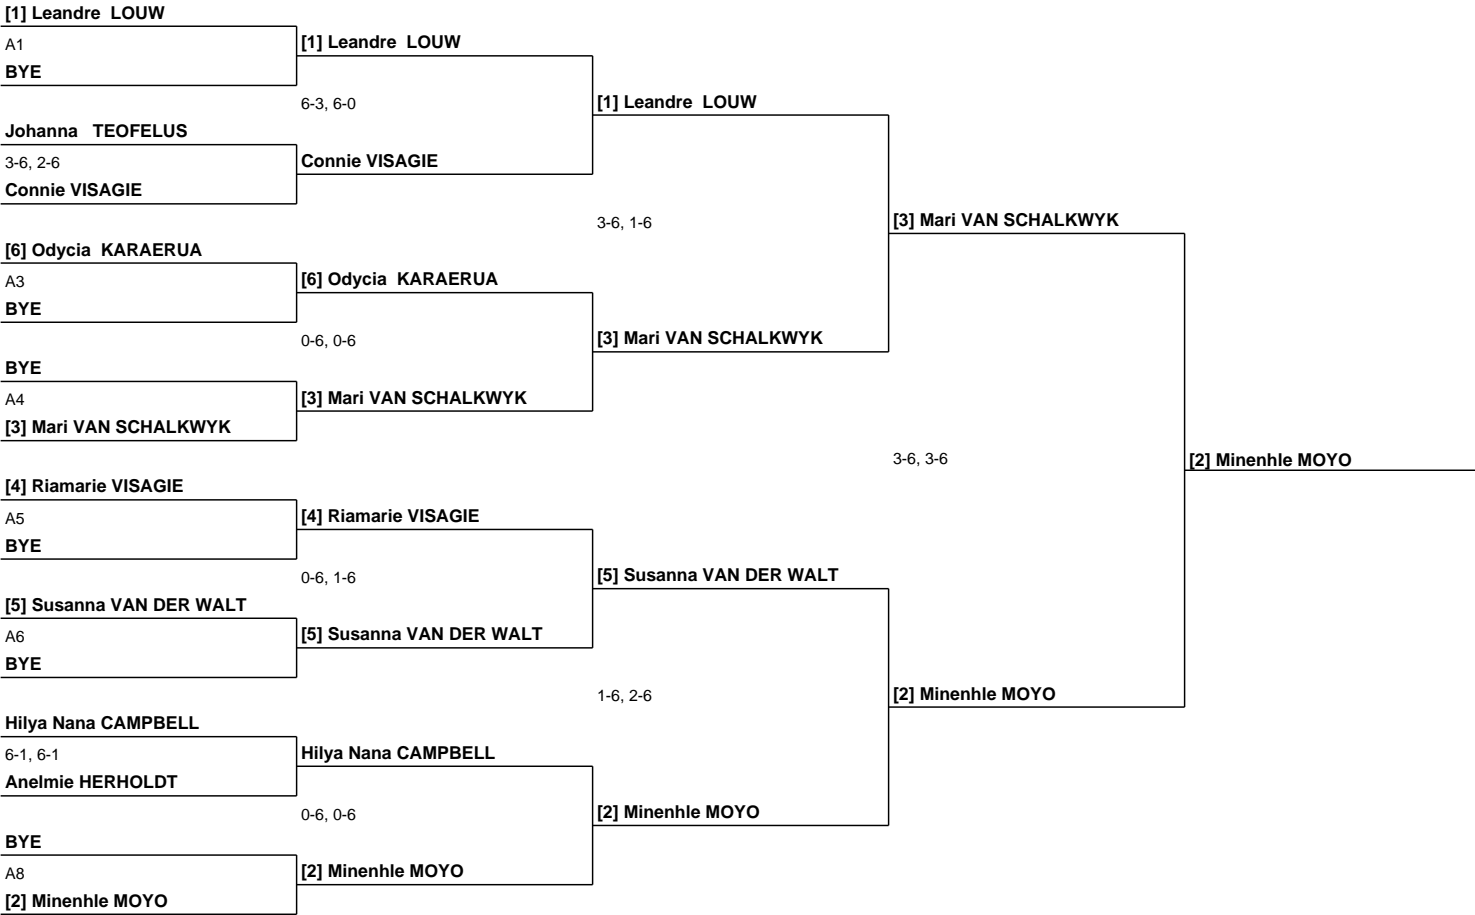 [1] Leandre  LOUW
A1
BYE
[1] Leandre  LOUW
6-3, 6-0
[1] Leandre  LOUW
Johanna   TEOFELUS
3-6, 2-6
Connie VISAGIE
Connie VISAGIE
3-6, 1-6
[3] Mari VAN SCHALKWYK
[6] Odycia  KARAERUA
A3
BYE
[6] Odycia  KARAERUA
0-6, 0-6
[3] Mari VAN SCHALKWYK
BYE
A4
[3] Mari VAN SCHALKWYK
[3] Mari VAN SCHALKWYK
3-6, 3-6
[2] Minenhle MOYO
[4] Riamarie VISAGIE
A5
BYE
[4] Riamarie VISAGIE
0-6, 1-6
[5] Susanna VAN DER WALT
[5] Susanna VAN DER WALT
A6
BYE
[5] Susanna VAN DER WALT
1-6, 2-6
[2] Minenhle MOYO
Hilya Nana CAMPBELL
6-1, 6-1
Anelmie HERHOLDT
Hilya Nana CAMPBELL
0-6, 0-6
[2] Minenhle MOYO
BYE
A8
[2] Minenhle MOYO
[2] Minenhle MOYO